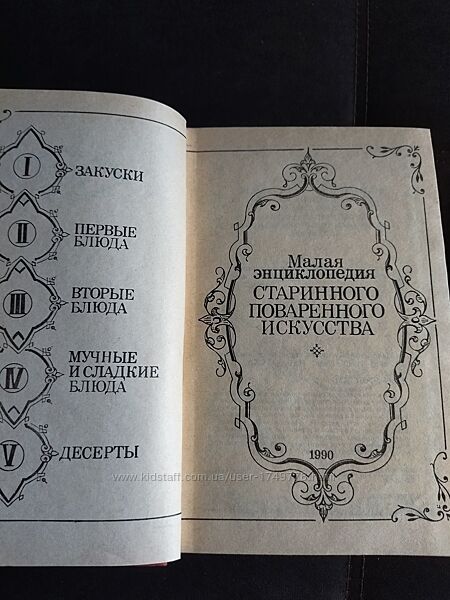 I
ЗАКУСКИ
II
ПЕРВЫЕ
БЛЮДА
III
ВТОРЫЕ
БЛЮДА
IV
МУЧНЫЕ
И СЛАДКИЕ
БЛЮДА
V
ДЕСЕРТЫ
Малая
энциклопедия
СТАРИННОГО
ПОВАРЕННОГО
ИСКУССТВА
1990